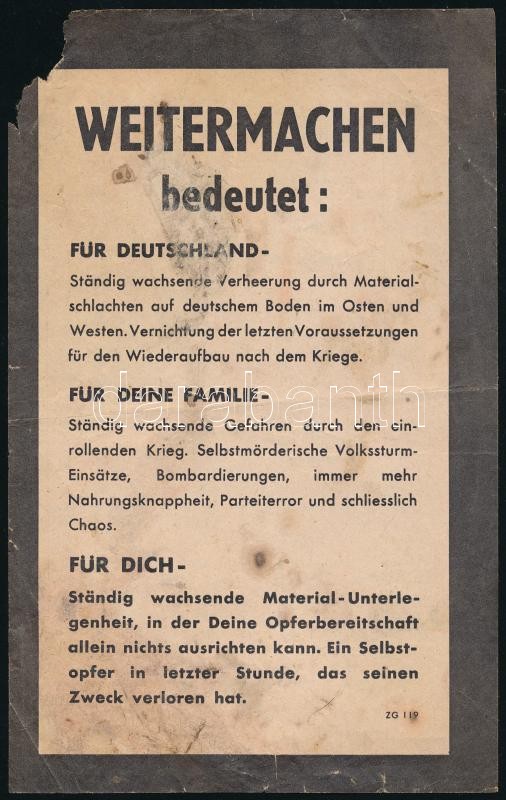 WEITERMACHEN
bedeutet:
FÜR DEUTSCHLAND-
Ständig wachsende Verheerung durch Material-
schlachten auf deutschem Boden im Osten und
Westen. Vernichtung der letzten Voraussetzungen
für den Wiederaufbau nach dem Kriege.
FÜR DEINE FAMILIE-
darabanth
Ständig wachsende Gefahren durch den ein-
rollenden Krieg. Selbstmörderische Volkssturm-
Einsätze, Bombardierungen, immer mehr
Nahrungsknappheit, Parteiterror und schliesslich
Chaos.
FÜR DICH-
Ständig wachsende Material-Unterle-
genheit, in der Deine Opferbereitschaft
allein nichts ausrichten kann. Ein Selbst-
opfer in letzter Stunde, das seinen
Zweck verloren hat.
ZG 119